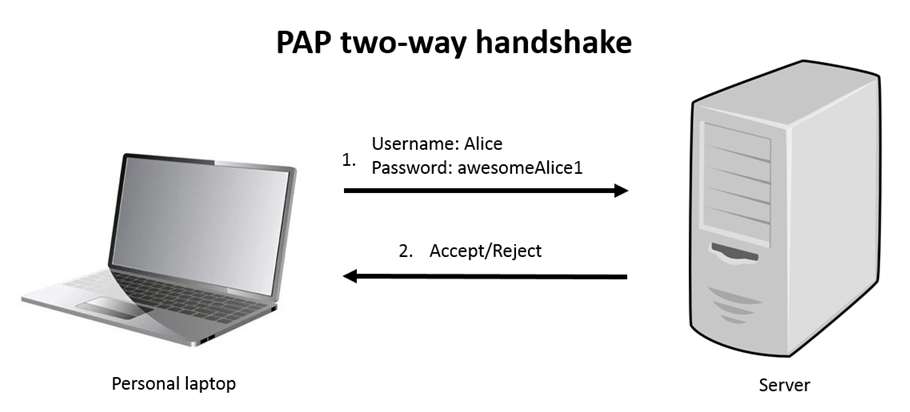 PAP two-way handshake
1. Username: Alice
Password: awesomeAlice1
2. Accept/Reject
Personal laptop
Server